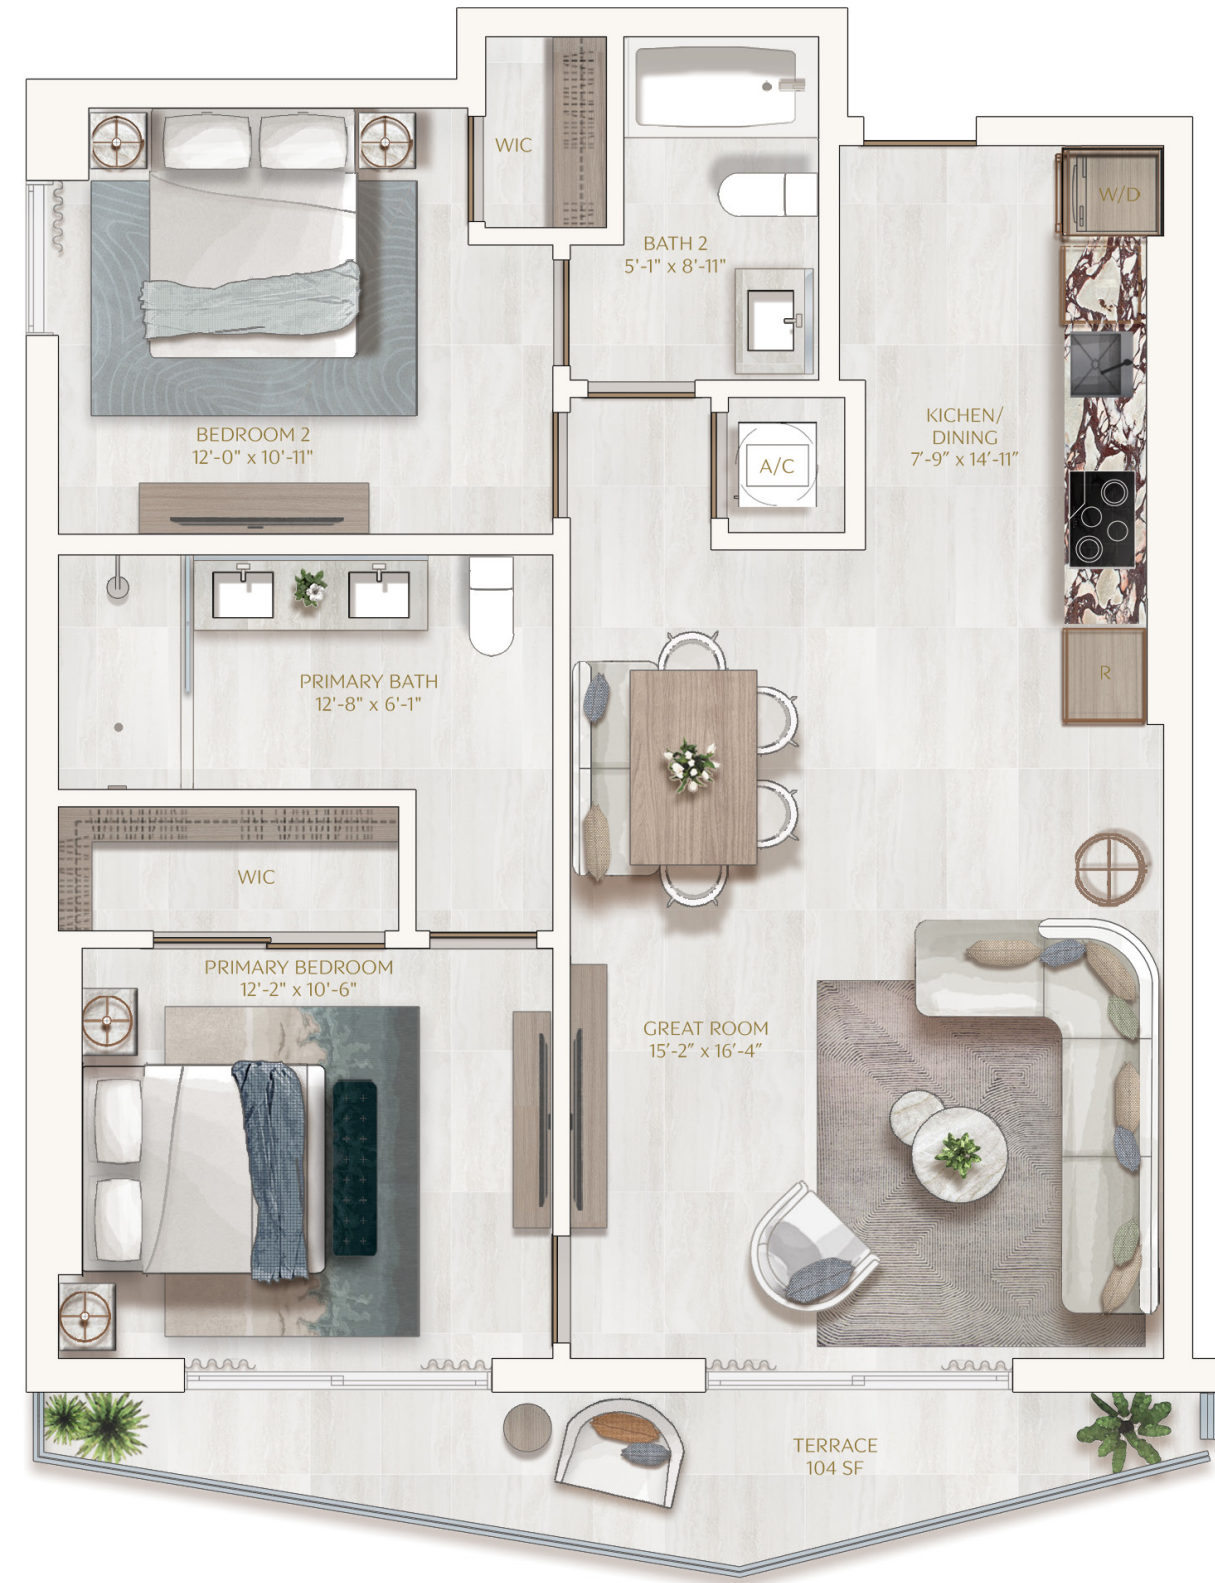 WIC
W/D
BATH 2
5'-1" x 8'-11"
BEDROOM 2
12'-0" x 10'-11"
A/C
KICHEN/
DINING
7'-9" x 14'-11"
PRIMARY BATH
12'-8" x 6'-1"
R
WIC
PRIMARY BEDROOM
12'-2" x 10'-6"
GREAT ROOM
15'-2" x 16'-4"
TERRACE
104 SF